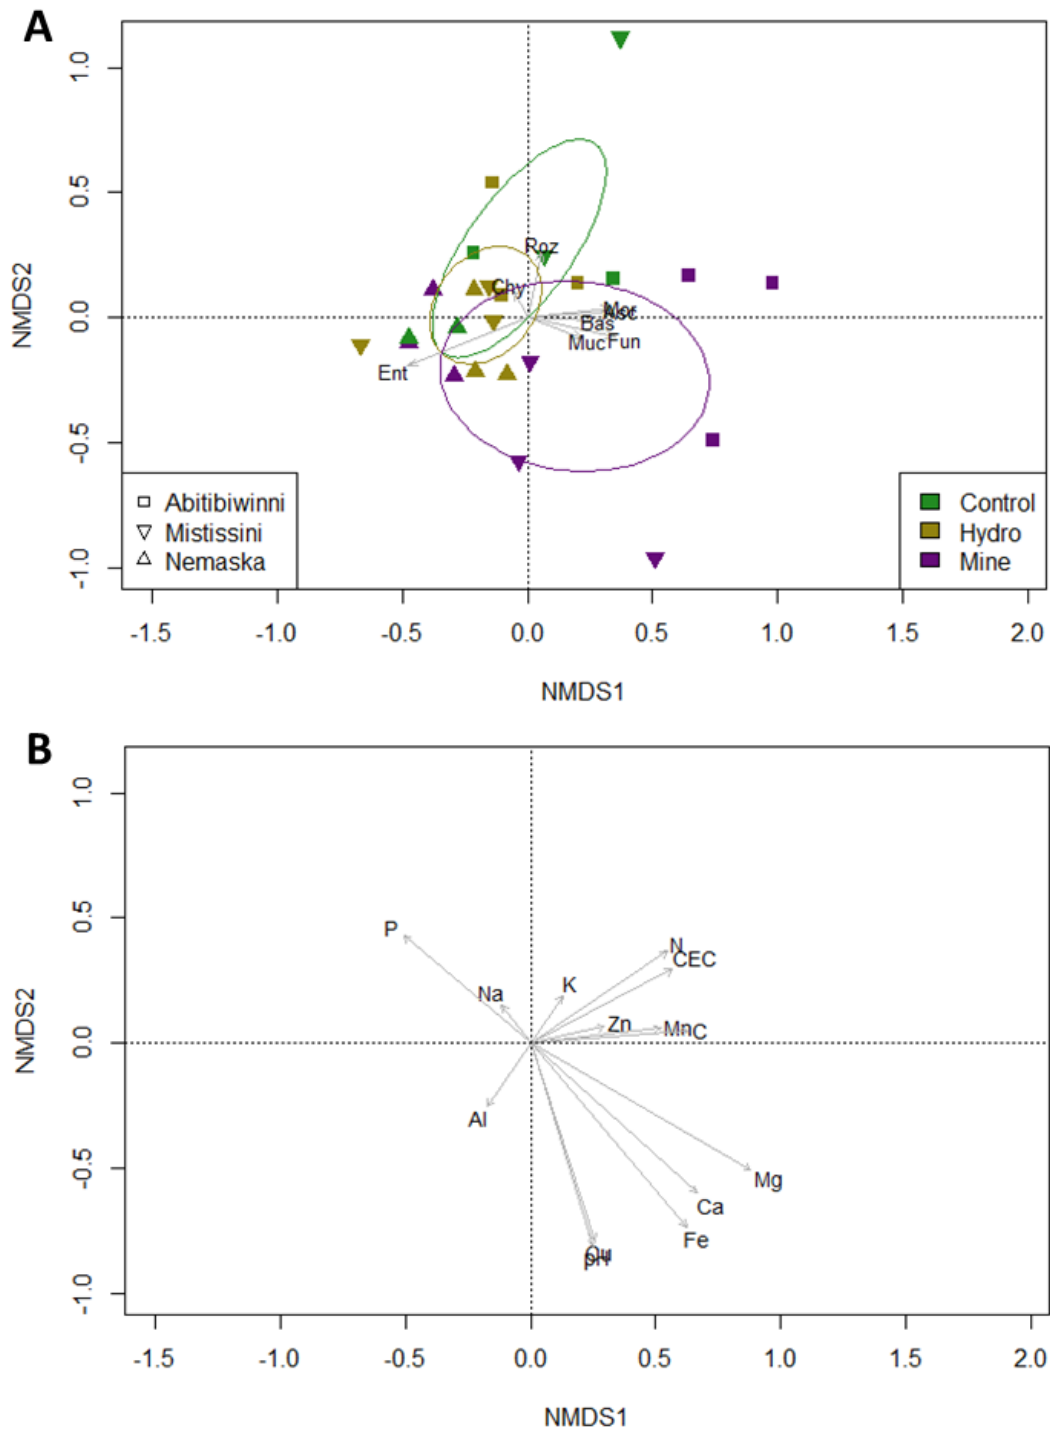 A
1.0
0.5
0.0
-0.5
-1.0
NMDS2
Roz
Chy
Mor
Asc
Bas
Muc Fun
Ent
Abitibiwinni
Mistissini
Nemaska
Control
Hydro
Mine
-1.5 -1.0 -0.5 0.0 0.5 1.0 1.5 2.0
NMDS1
B
1.0
0.5
0.0
-0.5
-1.0
NMDS2
P
N
CEC
K
Na
Zn Mn C
Al
Mg
Ca
Fe
Cu
pH
-1.5 -1.0 -0.5 0.0 0.5 1.0 1.5 2.0
NMDS1